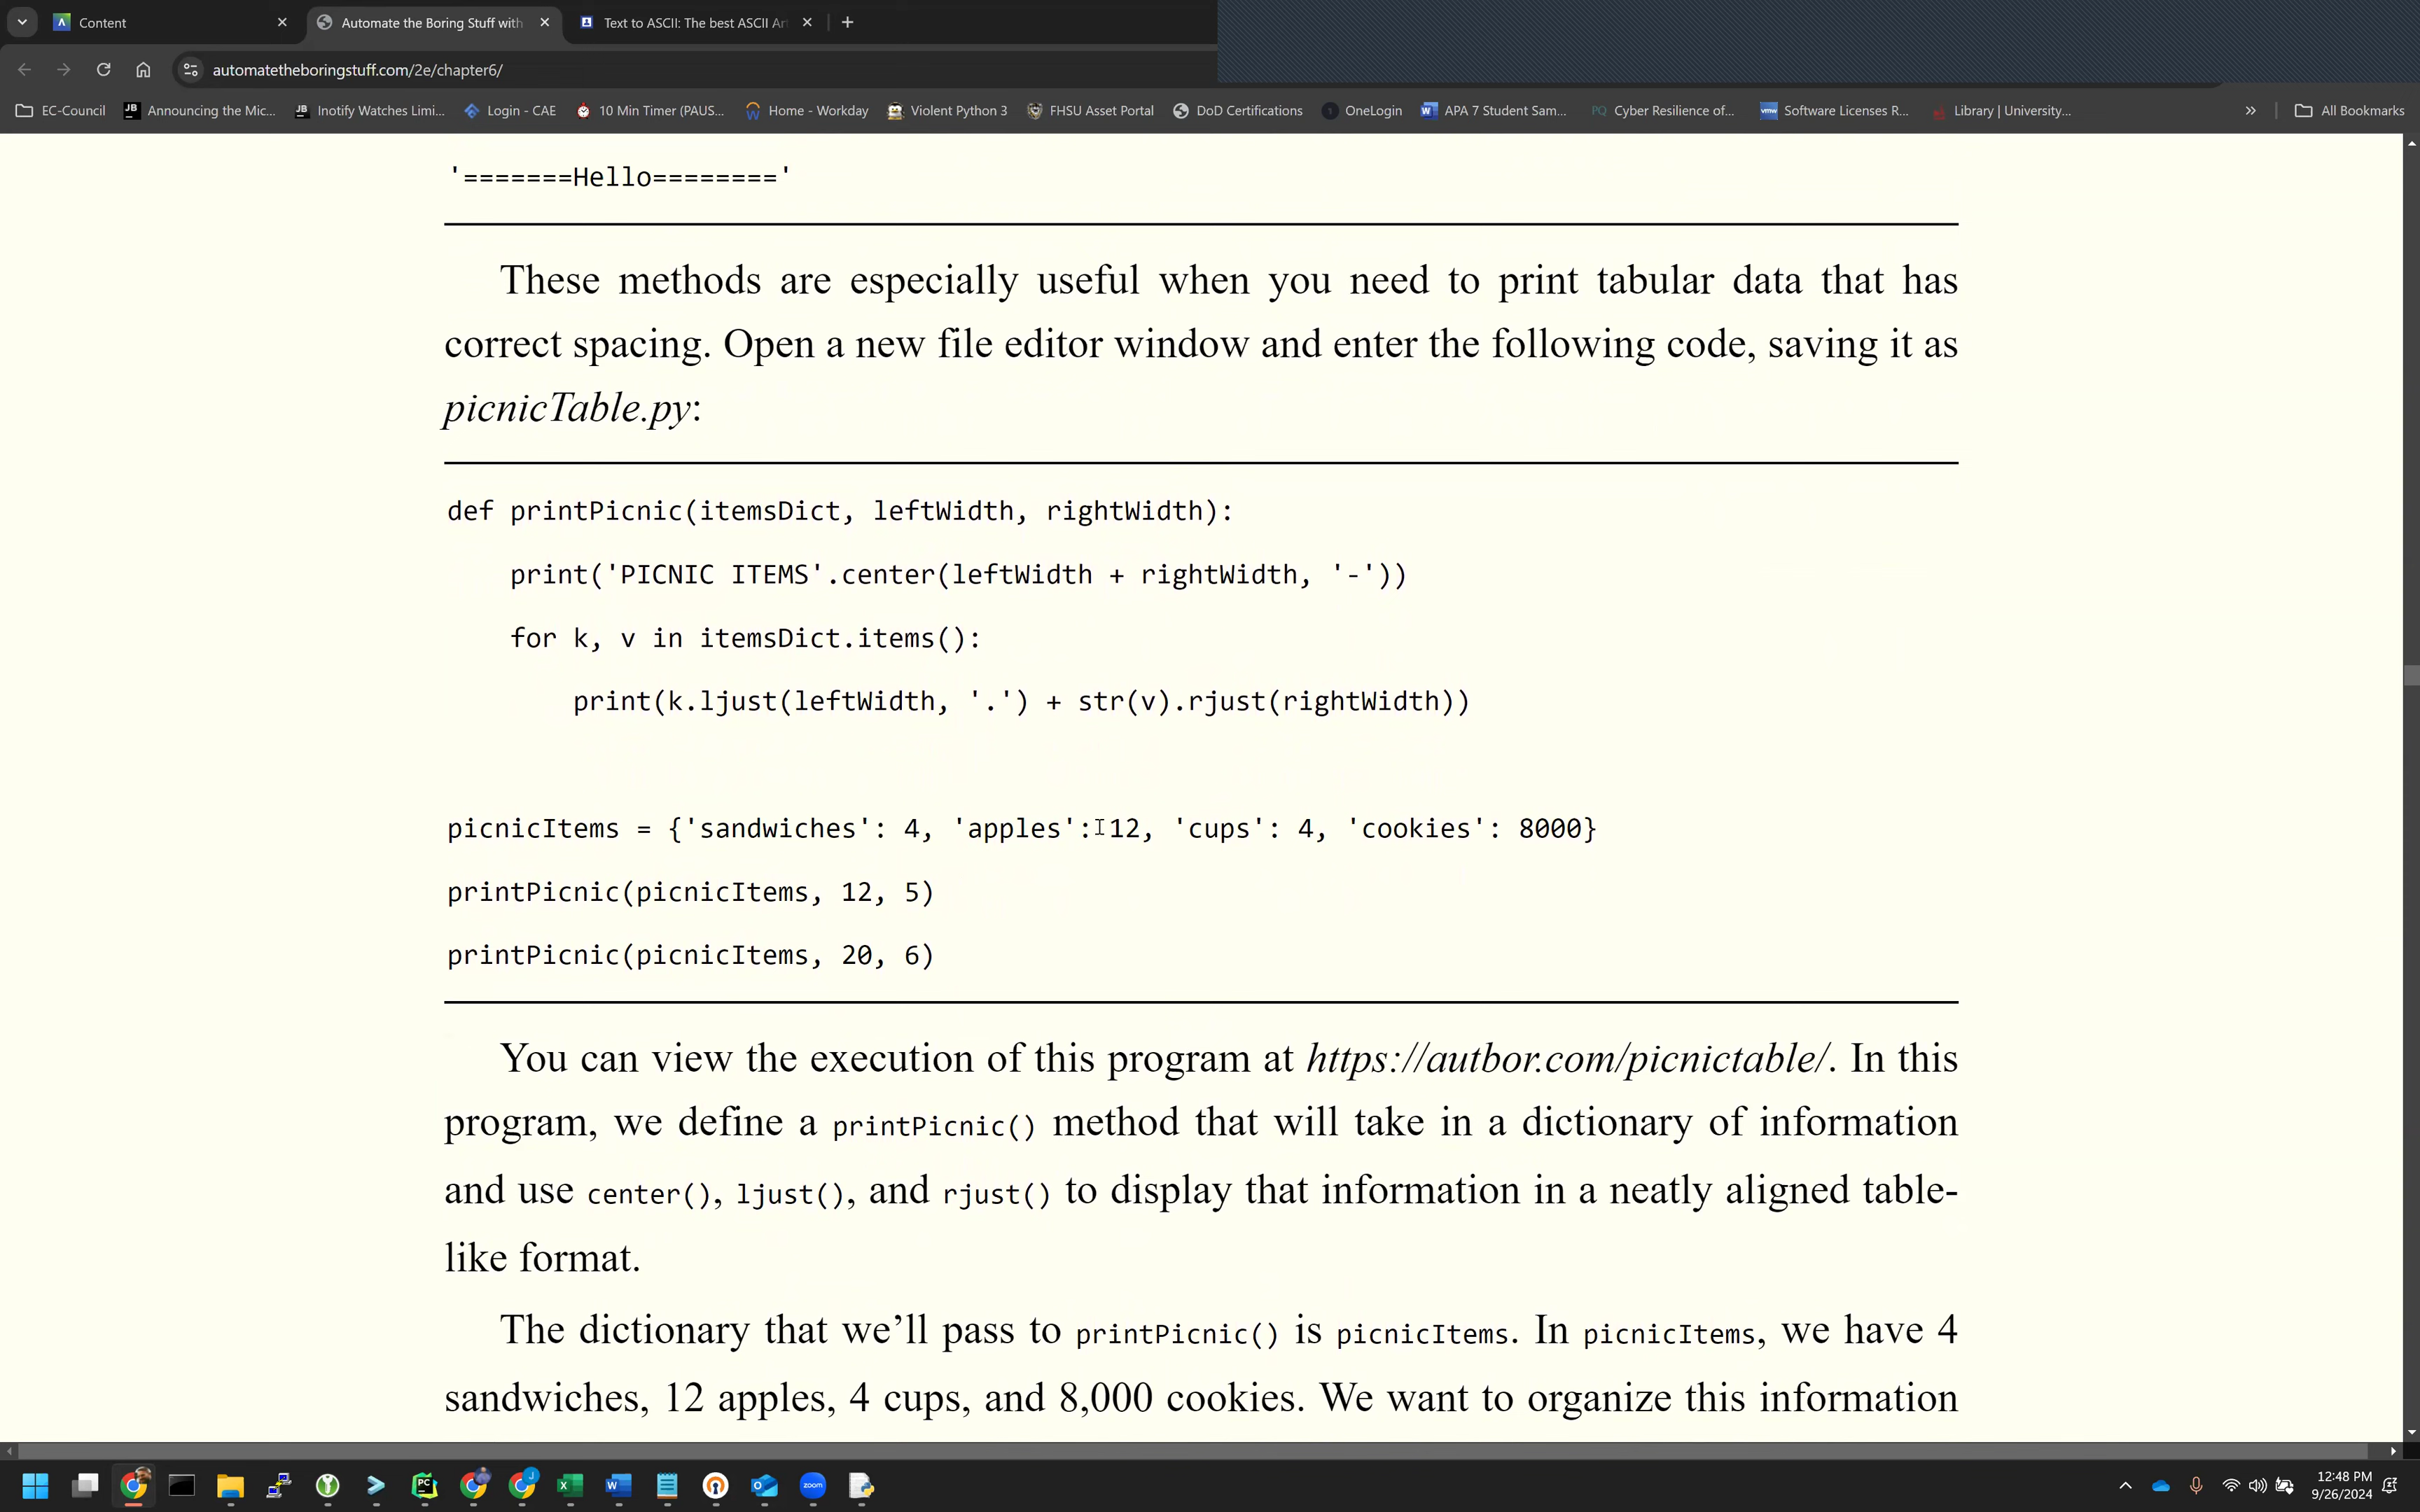 Content
Automate the Boring Stuff with
Text to ASCII: The best ASCII Ar
automatetheboringstuff.com/2e/chapter6/
EC-Council
Announcing the Mic...
Inotify Watches Limi...
Login - CAE
10 Min Timer (PAUS...
Home - Workday
Violent Python 3
FHSU Asset Portal
DoD Certifications
OneLogin
APA 7 Student Sam...
Cyber Resilience of...
Software Licenses R...
Library | University...
All Bookmarks
'=======Hello========'
These methods are especially useful when you need to print tabular data that has
correct spacing. Open a new file editor window and enter the following code, saving it as
picnicTable.py:
def printPicnic(itemsDict, leftWidth, rightWidth):
    print('PICNIC ITEMS'.center(leftWidth + rightWidth, '-'))
    for k, v in itemsDict.items():
        print(k.ljust(leftWidth, '.') + str(v).rjust(rightWidth))
picnicItems = {'sandwiches': 4, 'apples': 12, 'cups': 4, 'cookies': 8000}
printPicnic(picnicItems, 12, 5)
printPicnic(picnicItems, 20, 6)
You can view the execution of this program at https://autbor.com/picnictable/. In this
program, we define a printPicnic() method that will take in a dictionary of information
and use center(), ljust(), and rjust() to display that information in a neatly aligned table-
like format.
The dictionary that we’ll pass to printPicnic() is picnicItems. In picnicItems, we have 4
sandwiches, 12 apples, 4 cups, and 8,000 cookies. We want to organize this information
12:48 PM
9/26/2024